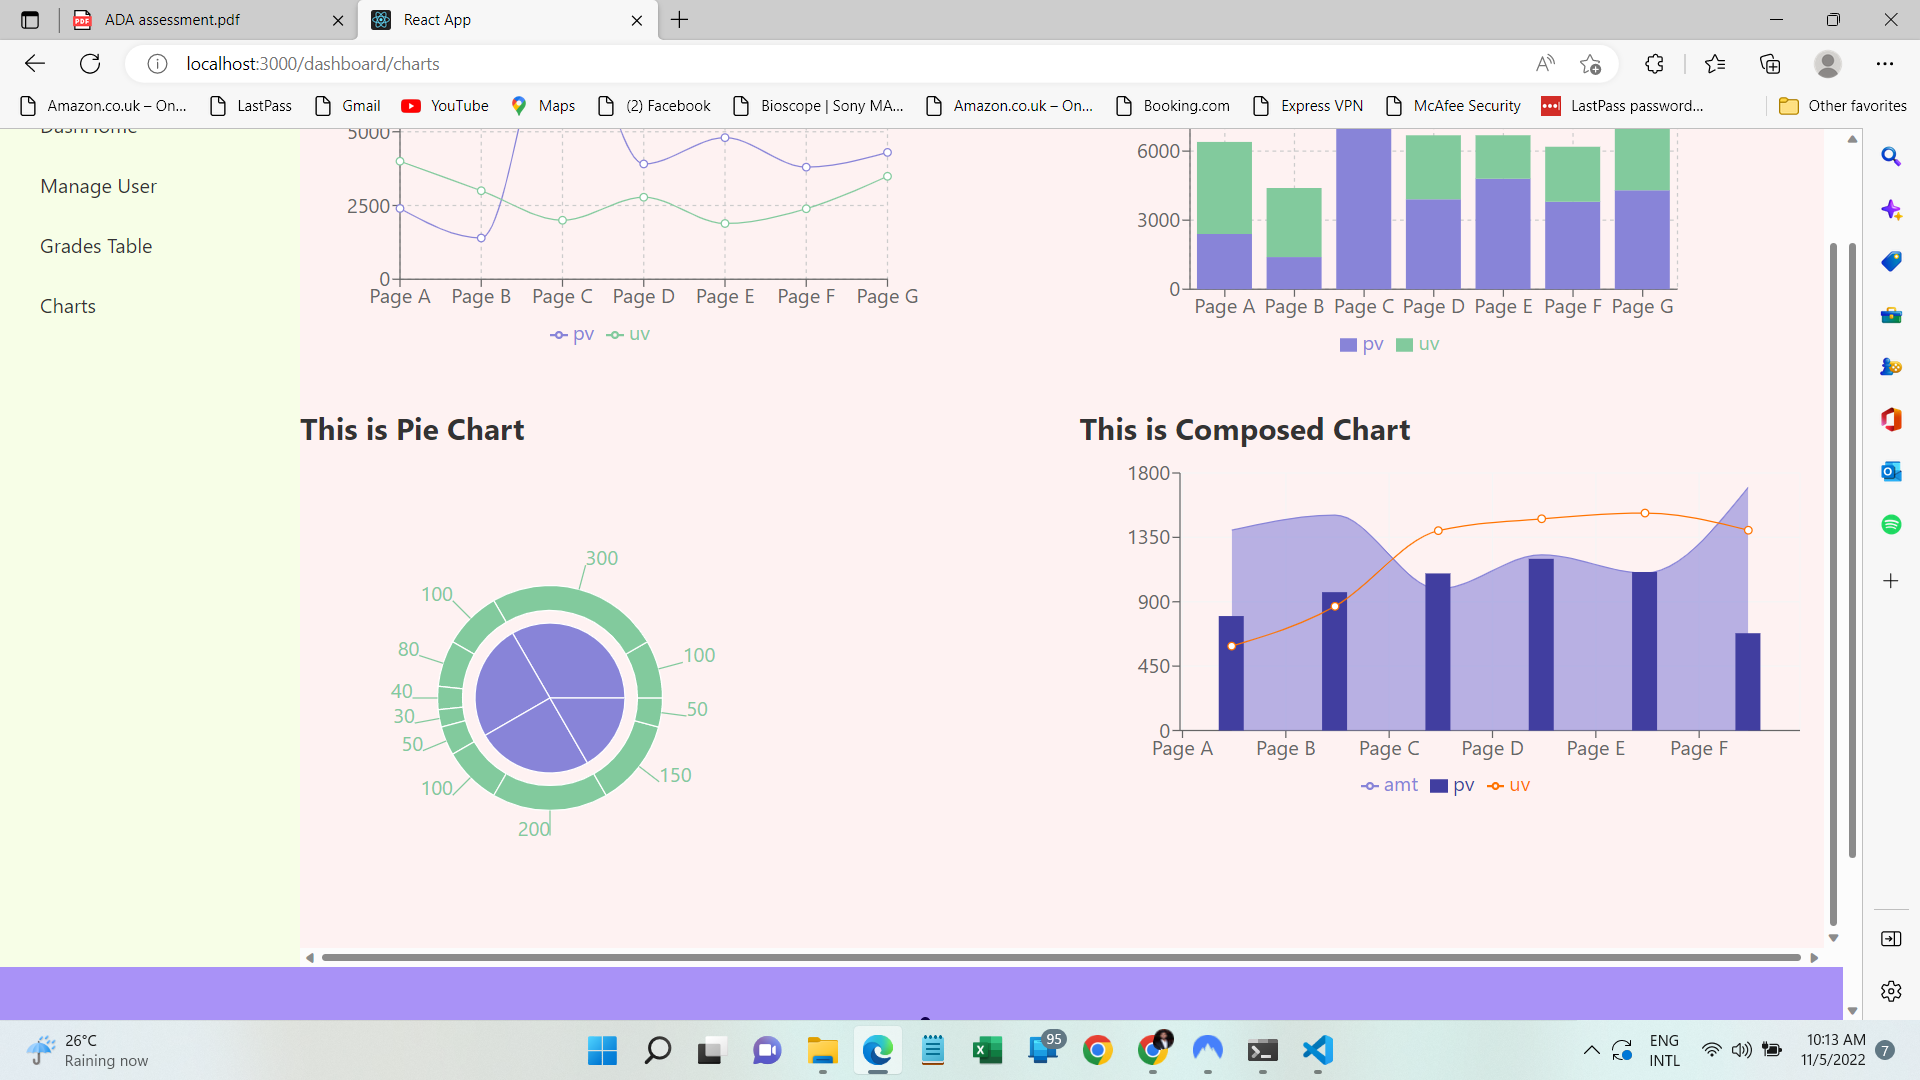 ADA assessment.pdf
React App
localhost:3000/dashboard/charts
Amazon.co.uk – On...
LastPass
Gmail
YouTube
Maps
(2) Facebook
Bioscope | Sony MA...
Amazon.co.uk – On...
Booking.com
Express VPN
McAfee Security
LastPass password...
Other favorites
DashHome
Manage User
Grades Table
Charts
5000
2500
0
Page A Page B Page C Page D Page E Page F Page G
pv uv
6000
3000
0
Page A Page B Page C Page D Page E Page F Page G
pv uv
This is Pie Chart
300
100
100
80
40
50
30
50
150
100
200
This is Composed Chart
1800
1350
900
450
0
Page A Page B Page C Page D Page E Page F
amt pv uv
26°C
Raining now
95
ENG
INTL
10:13 AM
11/5/2022
7